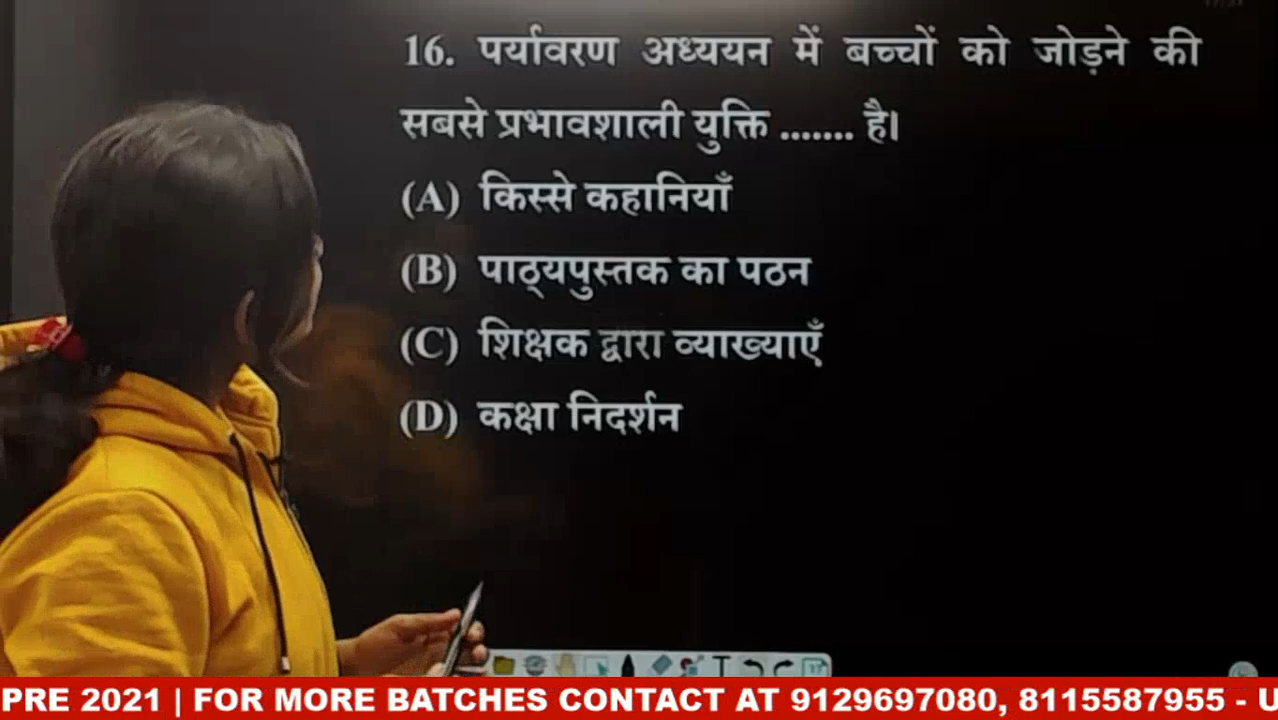 16. पर्यावरण अध्ययन में बच्चों को जोड़ने की
सबसे प्रभावशाली युक्ति ....... है।
(A) किस्से कहानियाँ
(B) पाठ्यपुस्तक का पठन
(C) शिक्षक द्वारा व्याख्याएँ
(D) कक्षा निदर्शन
PRE 2021 | FOR MORE BATCHES CONTACT AT 9129697080, 8115587955 - U